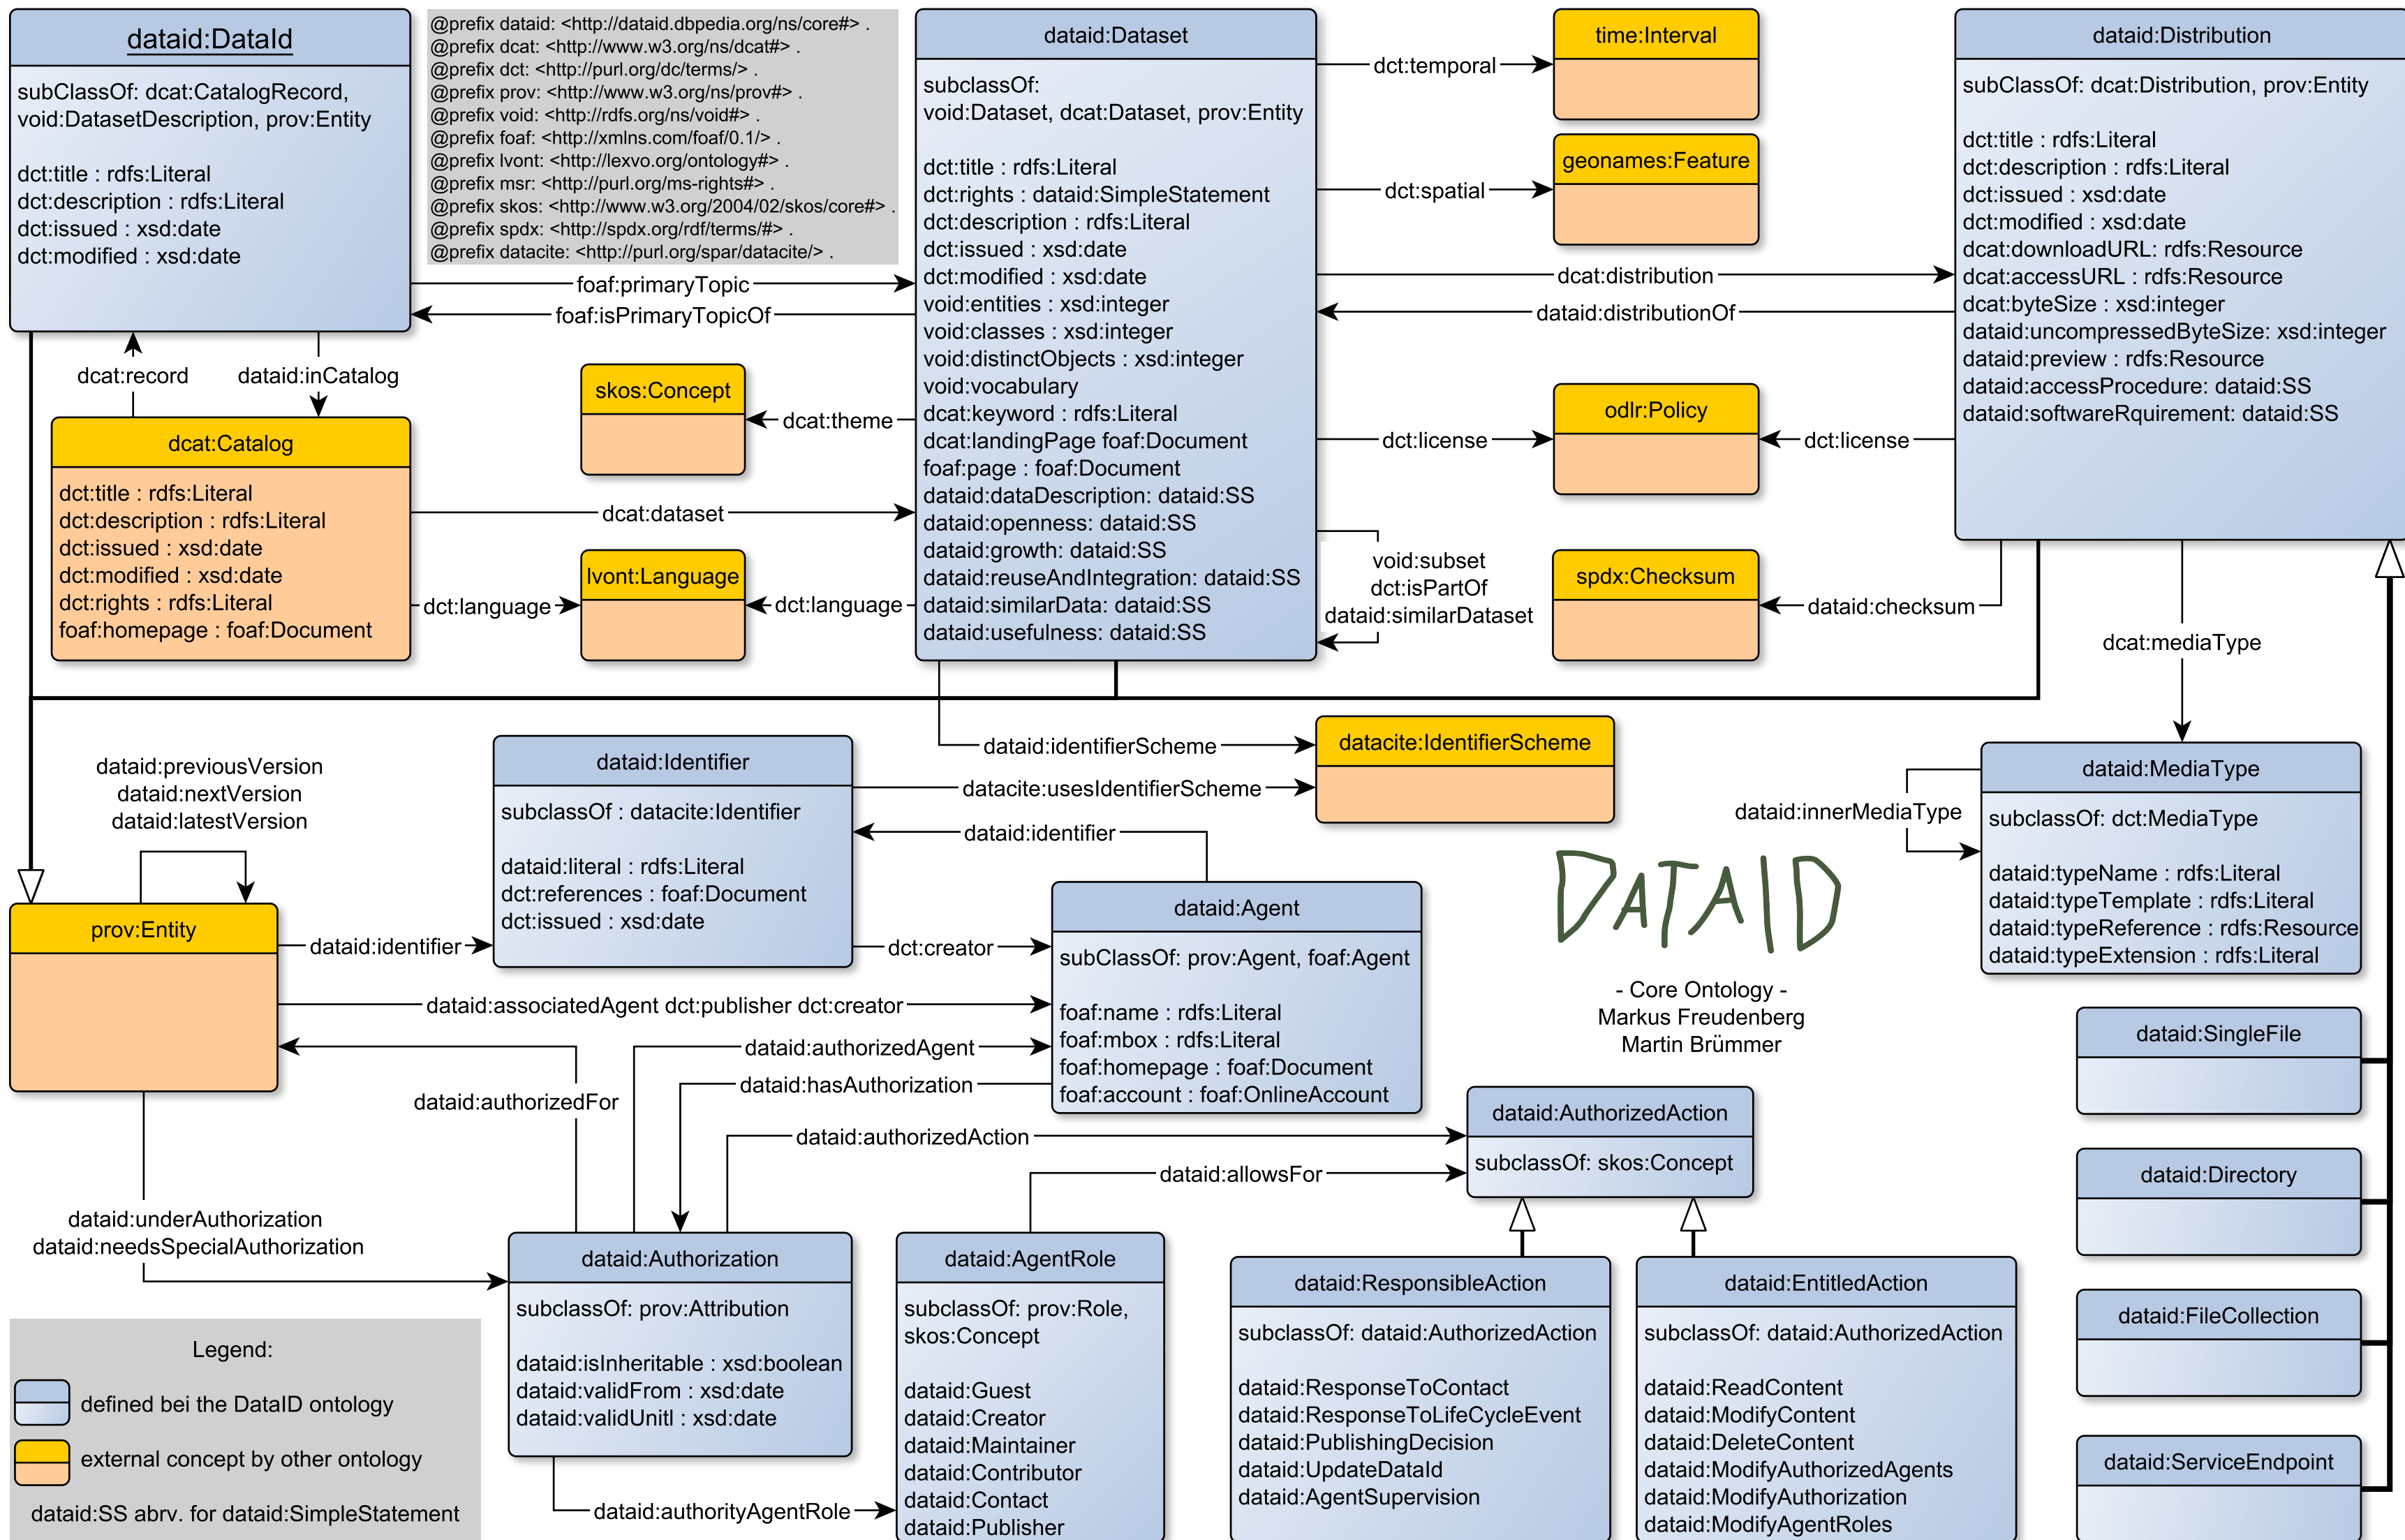 dataid:DataId
subClassOf: dcat:CatalogRecord,
void:DatasetDescription, prov:Entity
dct:title : rdfs:Literal
dct:description : rdfs:Literal
dct:issued : xsd:date
dct:modified : xsd:date
@prefix dataid: <http://dataid.dbpedia.org/ns/core#> .
@prefix dcat: <http://www.w3.org/ns/dcat#> .
@prefix dct: <http://purl.org/dc/terms/> .
@prefix prov: <http://www.w3.org/ns/prov#> .
@prefix void: <http://rdfs.org/ns/void#> .
@prefix foaf: <http://xmlns.com/foaf/0.1/> .
@prefix lvont: <http://lexvo.org/ontology#> .
@prefix msr: <http://purl.org/ms-rights#> .
@prefix skos: <http://www.w3.org/2004/02/skos/core#> .
@prefix spdx: <http://spdx.org/rdf/terms/#> .
@prefix datacite: <http://purl.org/spar/datacite/> .
foaf:primaryTopic
foaf:isPrimaryTopicOf
dataid:Dataset
subclassOf:
void:Dataset, dcat:Dataset, prov:Entity
dct:title : rdfs:Literal
dct:rights : dataid:SimpleStatement
dct:description : rdfs:Literal
dct:issued : xsd:date
dct:modified : xsd:date
void:entities : xsd:integer
void:classes : xsd:integer
void:distinctObjects : xsd:integer
void:vocabulary
dcat:keyword : rdfs:Literal
dcat:landingPage foaf:Document
foaf:page : foaf:Document
dataid:dataDescription: dataid:SS
dataid:openness: dataid:SS
dataid:growth: dataid:SS
dataid:reuseAndIntegration: dataid:SS
dataid:similarData: dataid:SS
dataid:usefulness: dataid:SS
dct:temporal
time:Interval
dct:spatial
geonames:Feature
dcat:distribution
dataid:distributionOf
dataid:Distribution
subClassOf: dcat:Distribution, prov:Entity
dct:title : rdfs:Literal
dct:description : rdfs:Literal
dct:issued : xsd:date
dct:modified : xsd:date
dcat:downloadURL: rdfs:Resource
dcat:accessURL : rdfs:Resource
dcat:byteSize : xsd:integer
dataid:uncompressedByteSize: xsd:integer
dataid:preview : rdfs:Resource
dataid:accessProcedure: dataid:SS
dataid:softwareRquirement: dataid:SS
dcat:record
dataid:inCatalog
dcat:Catalog
dct:title : rdfs:Literal
dct:description : rdfs:Literal
dct:issued : xsd:date
dct:modified : xsd:date
dct:rights : rdfs:Literal
foaf:homepage : foaf:Document
skos:Concept
dcat:theme
dcat:dataset
dct:language
lvont:Language
dct:language
dct:license
odlr:Policy
dct:license
void:subset
dct:isPartOf
dataid:similarDataset
spdx:Checksum
dataid:checksum
dcat:mediaType
dataid:identifierScheme
datacite:IdentifierScheme
datacite:usesIdentifierScheme
dataid:identifier
dataid:previousVersion
dataid:nextVersion
dataid:latestVersion
dataid:Identifier
subclassOf : datacite:Identifier
dataid:literal : rdfs:Literal
dct:references : foaf:Document
dct:issued : xsd:date
dataid:innerMediaType
dataid:MediaType
subclassOf: dct:MediaType
dataid:typeName : rdfs:Literal
dataid:typeTemplate : rdfs:Literal
dataid:typeReference : rdfs:Resource
dataid:typeExtension : rdfs:Literal
prov:Entity
dataid:identifier
dct:creator
dataid:associatedAgent dct:publisher dct:creator
dataid:Agent
subClassOf: prov:Agent, foaf:Agent
foaf:name : rdfs:Literal
foaf:mbox : rdfs:Literal
foaf:homepage : foaf:Document
foaf:account : foaf:OnlineAccount
DATAID
- Core Ontology -
Markus Freudenberg
Martin Brümmer
dataid:authorizedAgent
dataid:hasAuthorization
dataid:authorizedFor
dataid:authorizedAction
dataid:allowsFor
dataid:AuthorizedAction
subclassOf: skos:Concept
dataid:SingleFile
dataid:Directory
dataid:FileCollection
dataid:ServiceEndpoint
dataid:underAuthorization
dataid:needsSpecialAuthorization
dataid:Authorization
subclassOf: prov:Attribution
dataid:isInheritable : xsd:boolean
dataid:validFrom : xsd:date
dataid:validUnitl : xsd:date
dataid:authorityAgentRole
dataid:AgentRole
subclassOf: prov:Role,
skos:Concept
dataid:Guest
dataid:Creator
dataid:Maintainer
dataid:Contributor
dataid:Contact
dataid:Publisher
dataid:ResponsibleAction
subclassOf: dataid:AuthorizedAction
dataid:ResponseToContact
dataid:ResponseToLifeCycleEvent
dataid:PublishingDecision
dataid:UpdateDataId
dataid:AgentSupervision
dataid:EntitledAction
subclassOf: dataid:AuthorizedAction
dataid:ReadContent
dataid:ModifyContent
dataid:DeleteContent
dataid:ModifyAuthorizedAgents
dataid:ModifyAuthorization
dataid:ModifyAgentRoles
Legend:
defined bei the DataID ontology
external concept by other ontology
dataid:SS abrv. for dataid:SimpleStatement